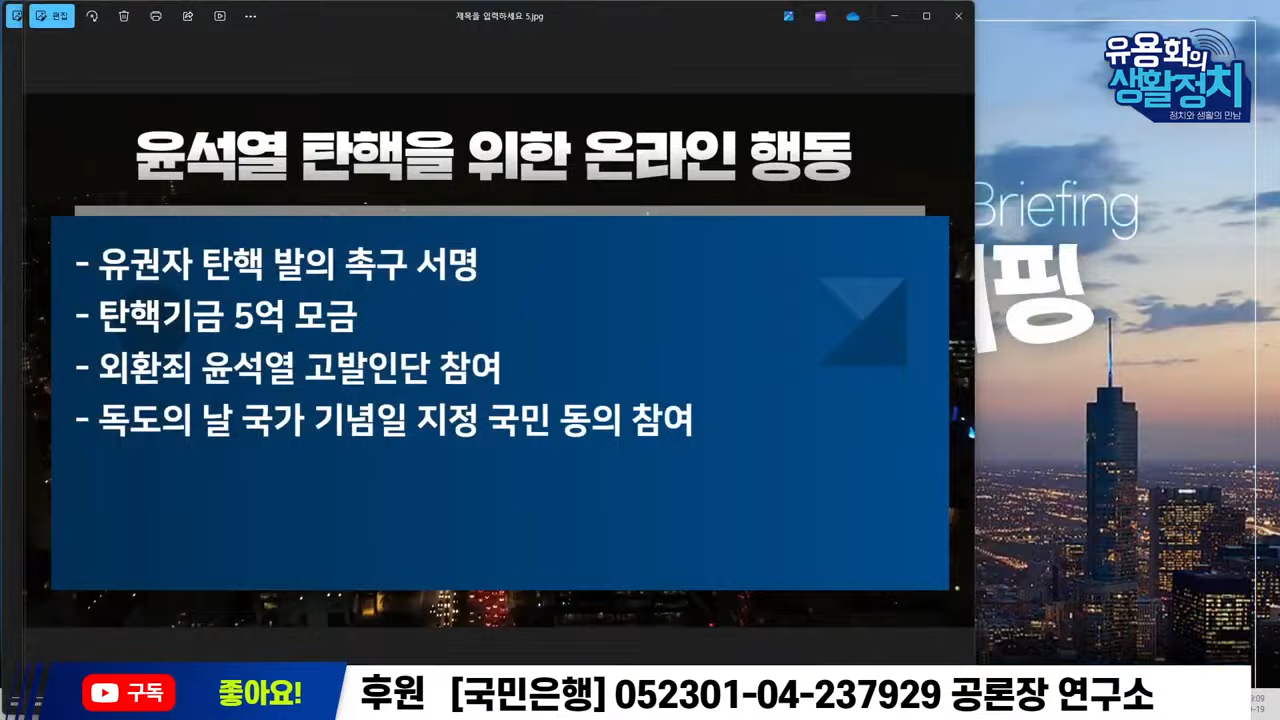 편집
제목을 입력하세요 5.jpg
유용화의
생활정치
정치와 생활의 만남
윤석열 탄핵을 위한 온라인 행동
Briefing
핑
- 유권자 탄핵 발의 촉구 서명
- 탄핵기금 5억 모금
- 외환죄 윤석열 고발인단 참여
- 독도의 날 국가 기념일 지정 국민 동의 참여
구독
좋아요!
후원 [국민은행] 052301-04-237929 공론장 연구소